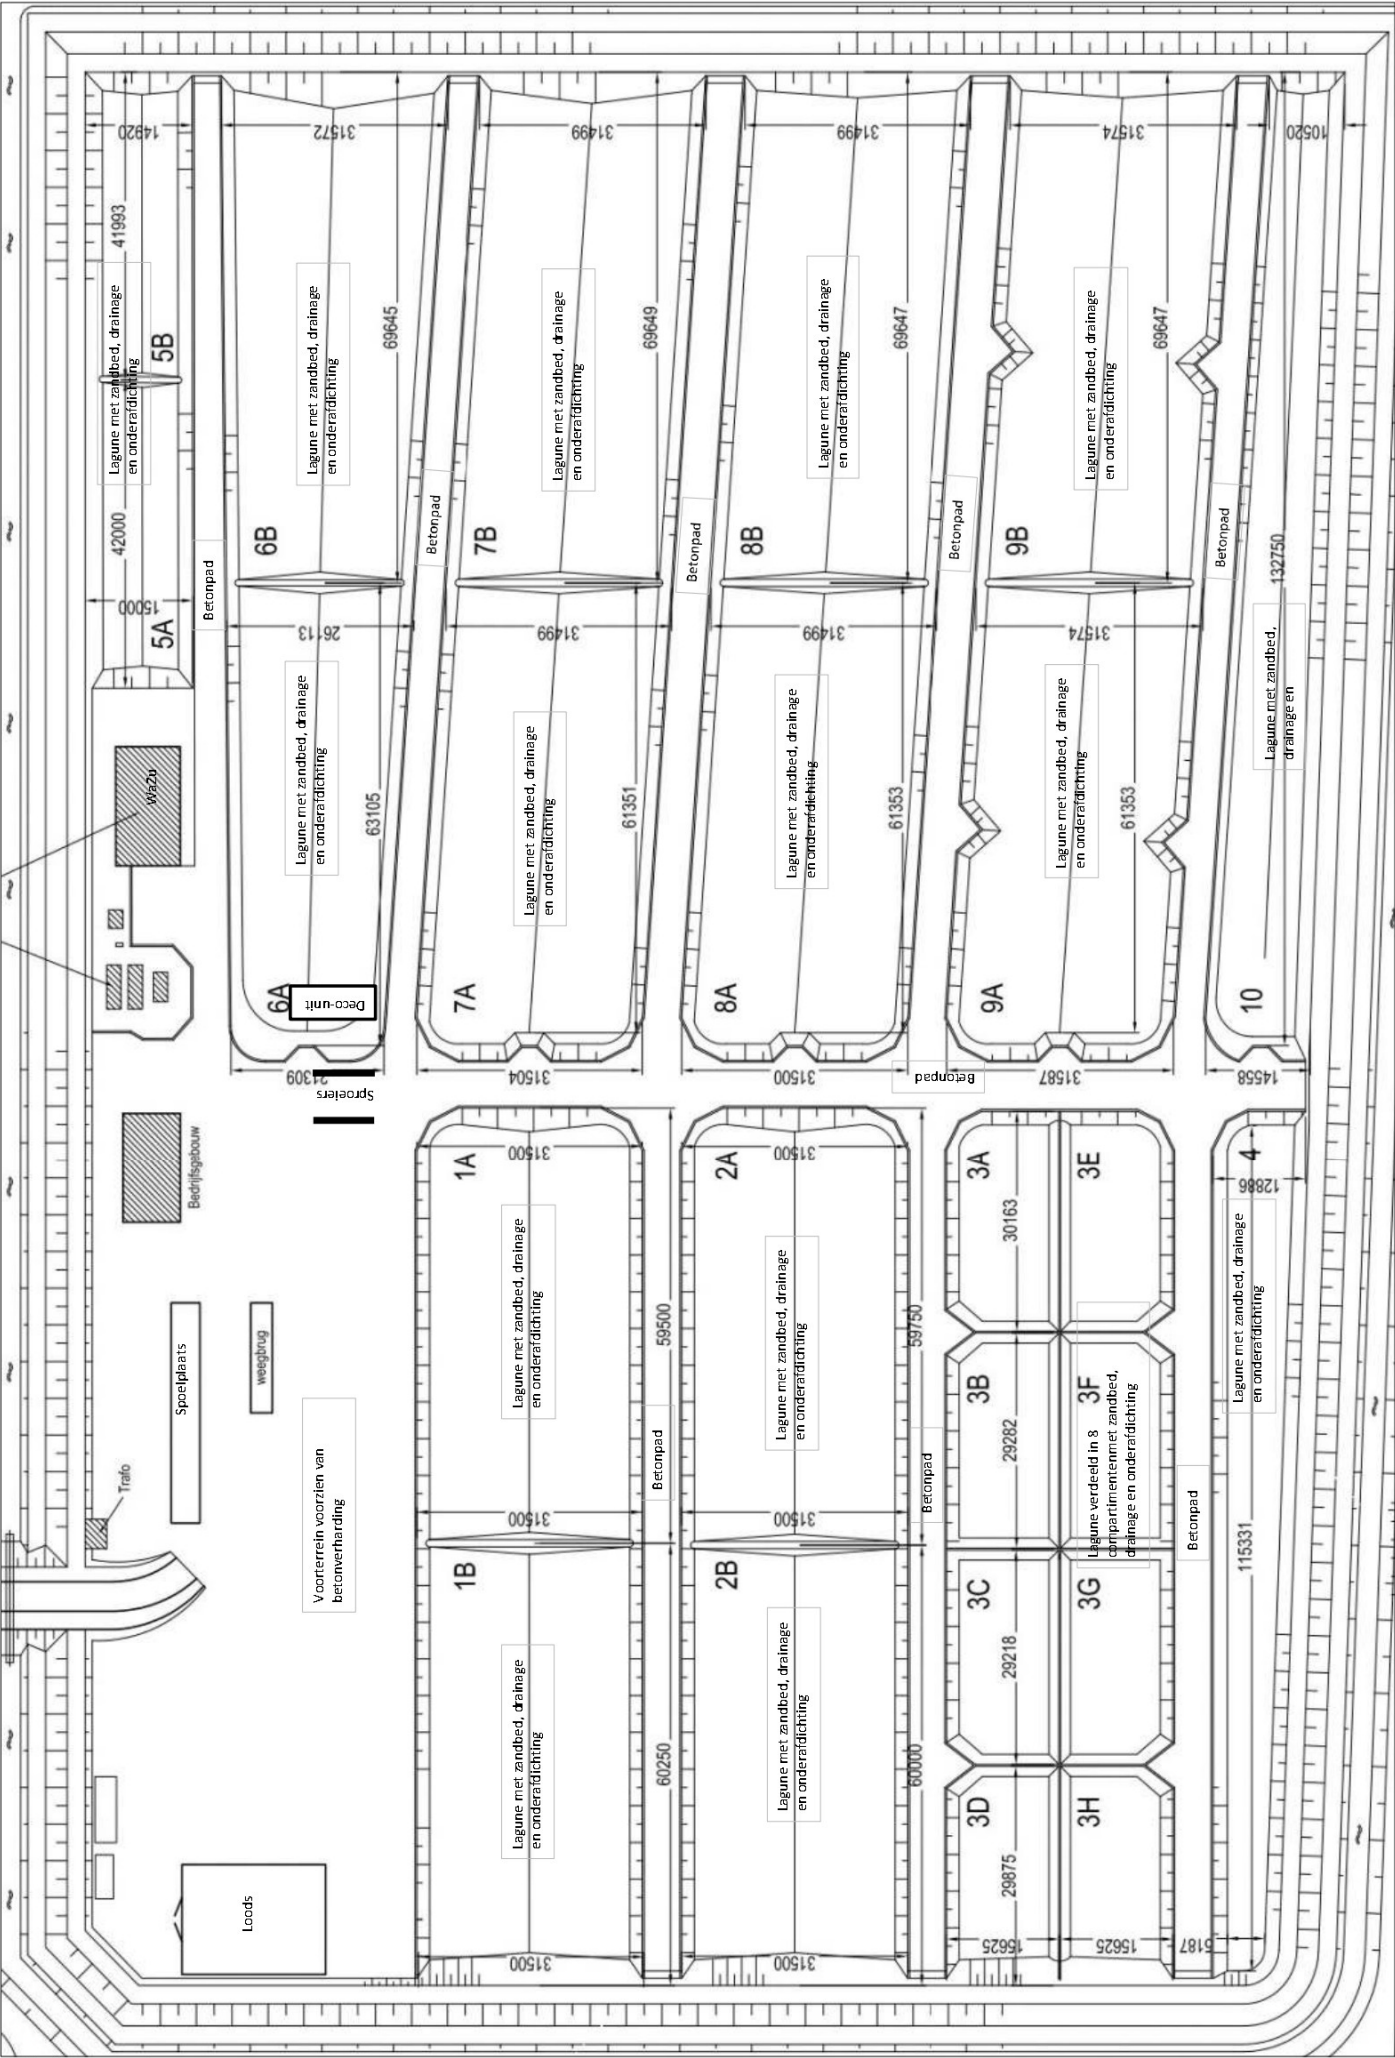 14920
41993
Lagune met zandbed, drainage
en onderafdichting
5B
42000
15000
5A
Betonpad
WaZu
Bedrijfsgebouw
Spoelplaats
weegbrug
Trafo
Voorterrein voorzien van
betonverharding
Loods
31572
69645
Lagune met zandbed, drainage
en onderafdichting
6B
26113
Lagune met zandbed, drainage
en onderafdichting
63105
6A
Deco-unit
21309
Sproeiers
Betonpad
31499
69649
Lagune met zandbed, drainage
en onderafdichting
7B
31499
Lagune met zandbed, drainage
en onderafdichting
61351
7A
31504
Betonpad
31499
69647
Lagune met zandbed, drainage
en onderafdichting
8B
31499
Lagune met zandbed, drainage
en onderafdichting
61353
8A
31500
Betonpad
31574
69647
Lagune met zandbed, drainage
en onderafdichting
9B
31574
Lagune met zandbed, drainage
en onderafdichting
61353
9A
31587
Betonpad
Betonpad
10520
132750
Lagune met zandbed,
drainage en
10
14558
31500
1A
Lagune met zandbed, drainage
en onderafdichting
59500
31500
1B
Betonpad
Lagune met zandbed, drainage
en onderafdichting
60250
31500
31500
2A
Lagune met zandbed, drainage
en onderafdichting
59750
31500
2B
Betonpad
Lagune met zandbed, drainage
en onderafdichting
60000
31500
3A
3E
30163
3B
3F
29282
Lagune verdeeld in 8
compartimentenmet zandbed,
drainage en onderafdichting
3C
3G
29218
3D
3H
29875
15625
15625
5187
Betonpad
4
12886
Lagune met zandbed, drainage
en onderafdichting
115331